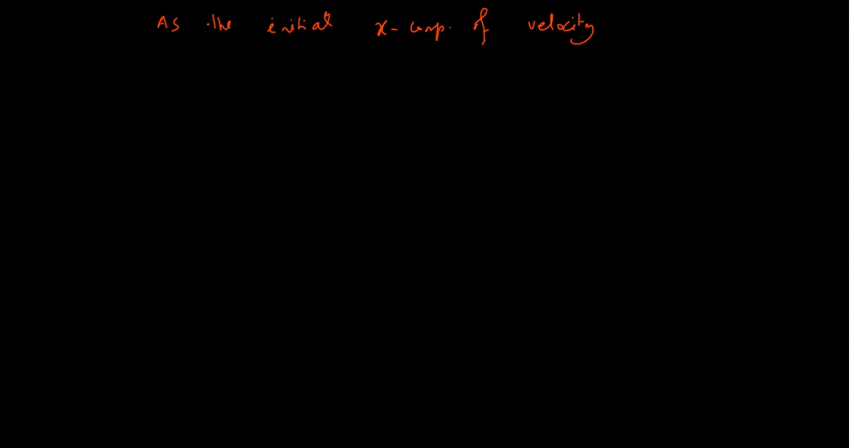 As the initial x-comp. of velocity